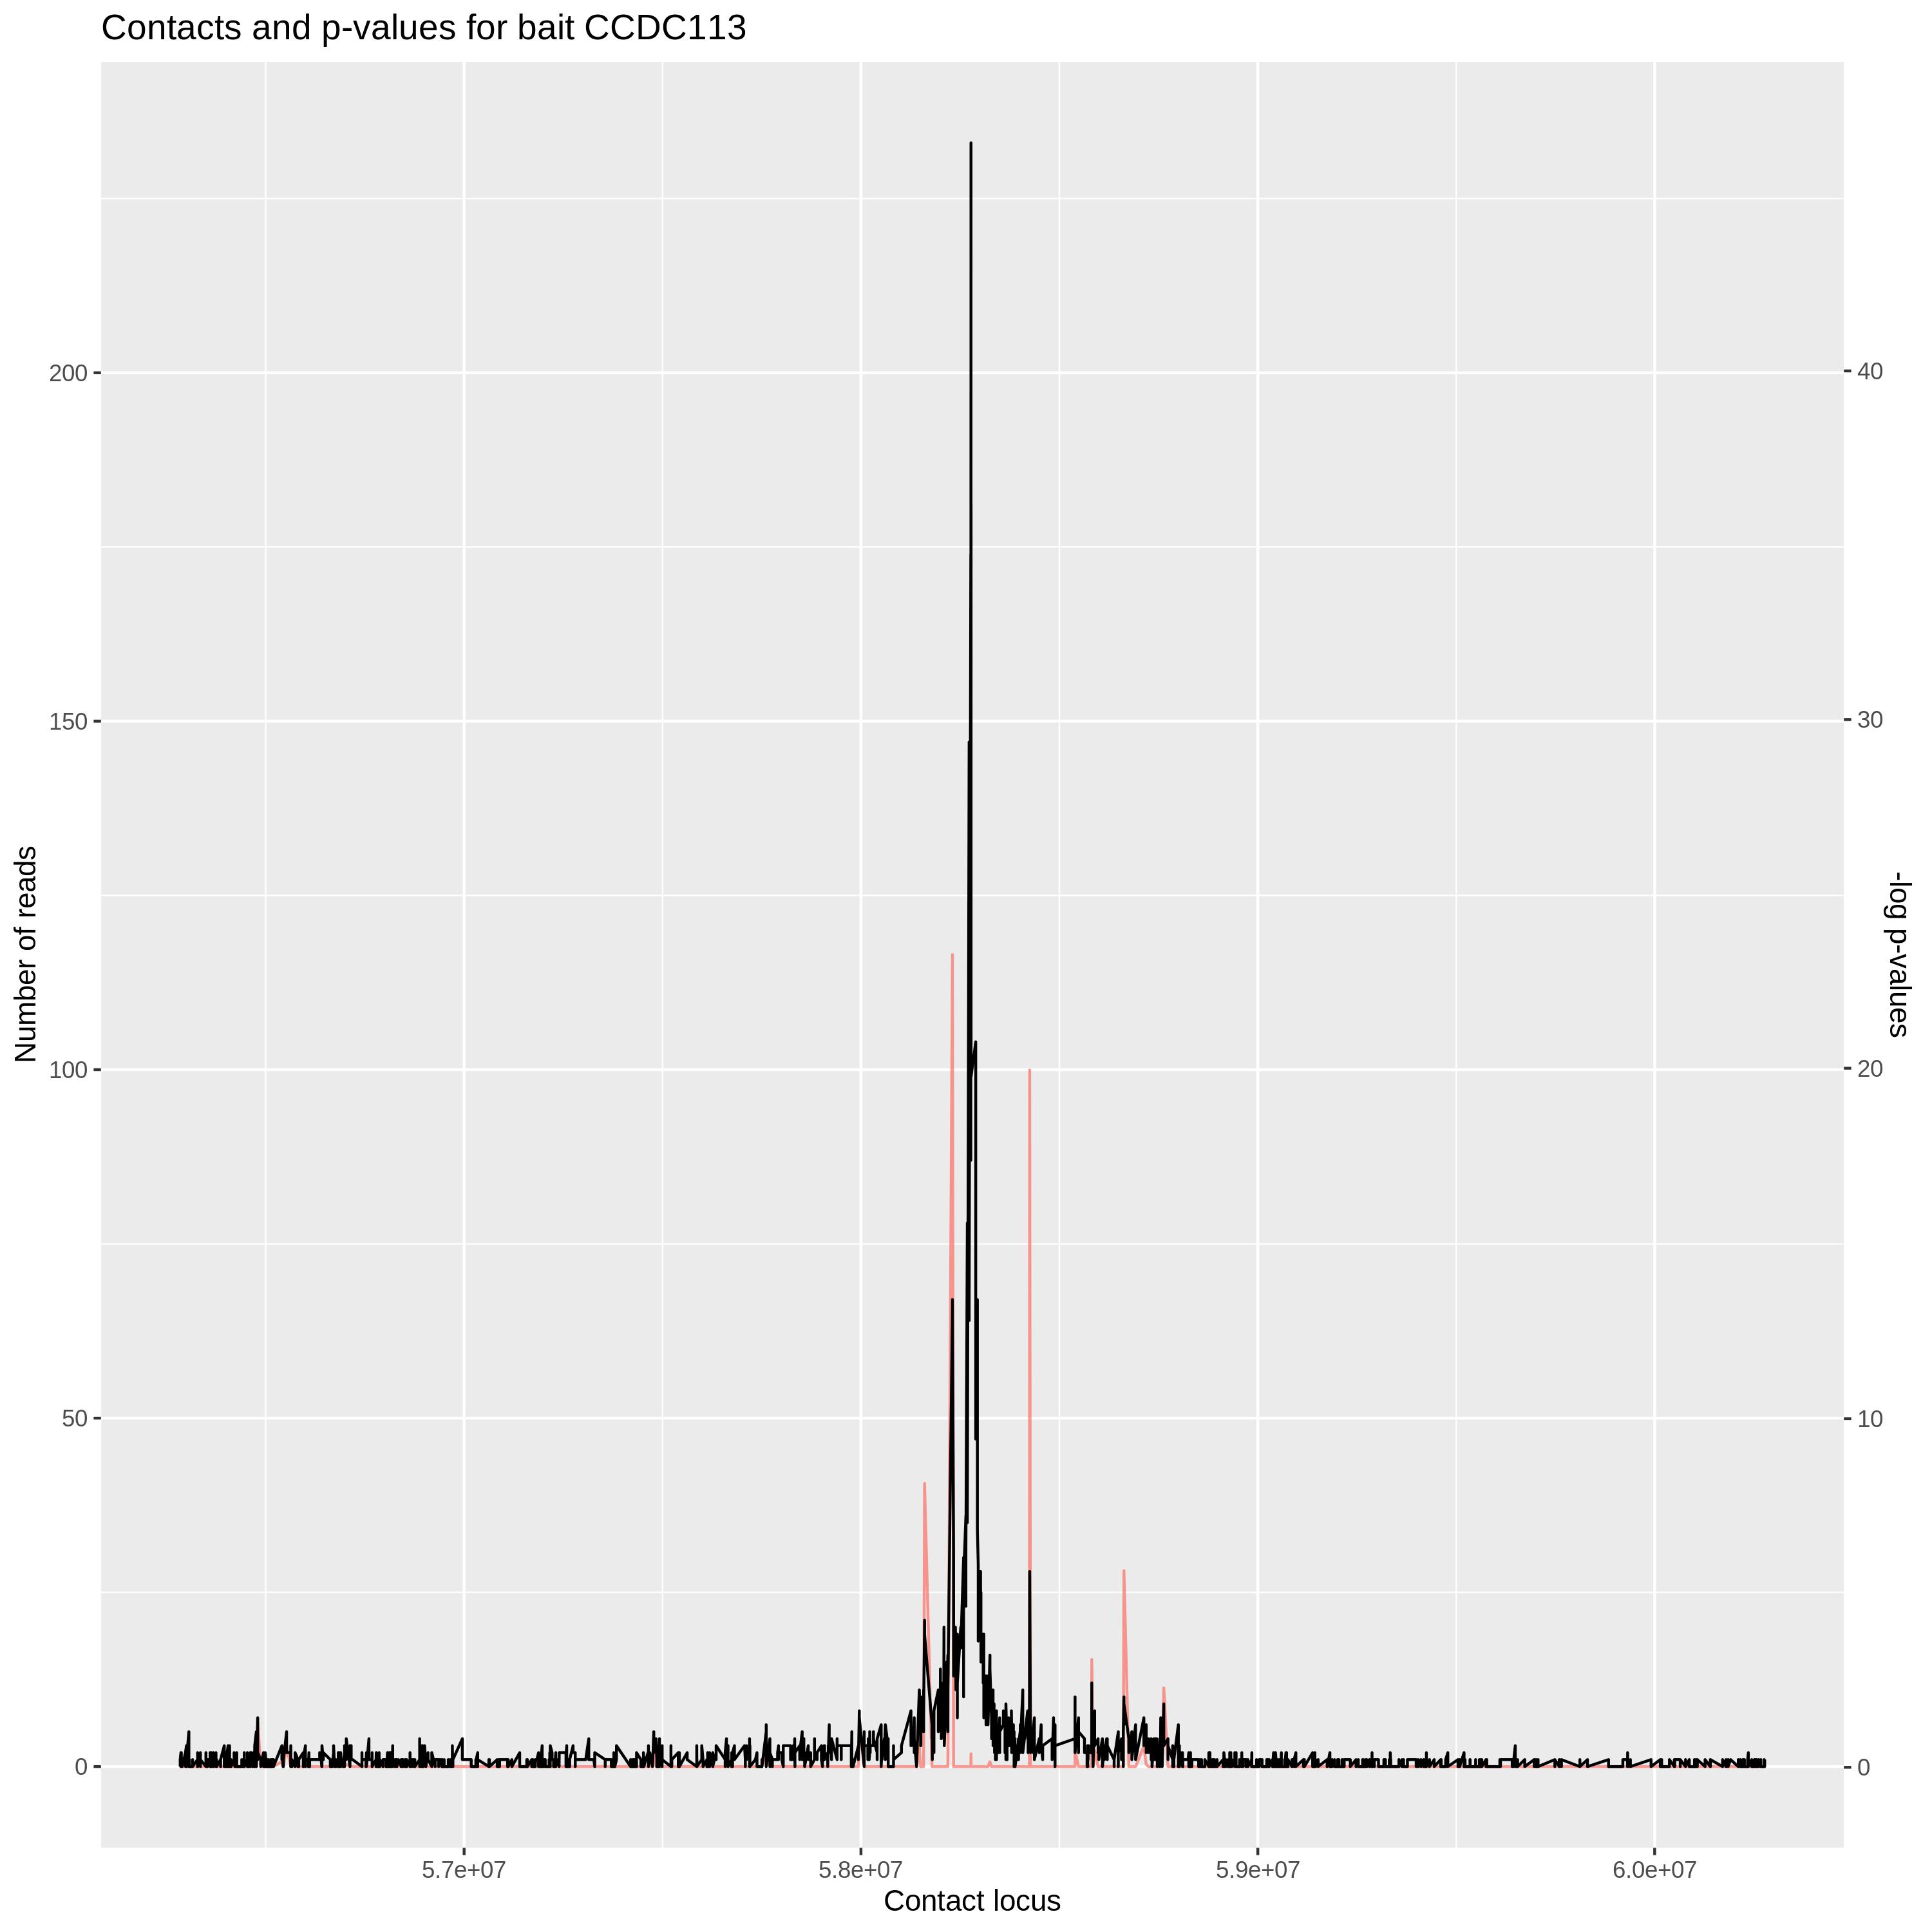 Contacts and p-values for bait CCDC113
Number of reads
200
150
100
50
0
40
30
20
10
0
-log p-values
5.7e+07
5.8e+07
5.9e+07
6.0e+07
Contact locus